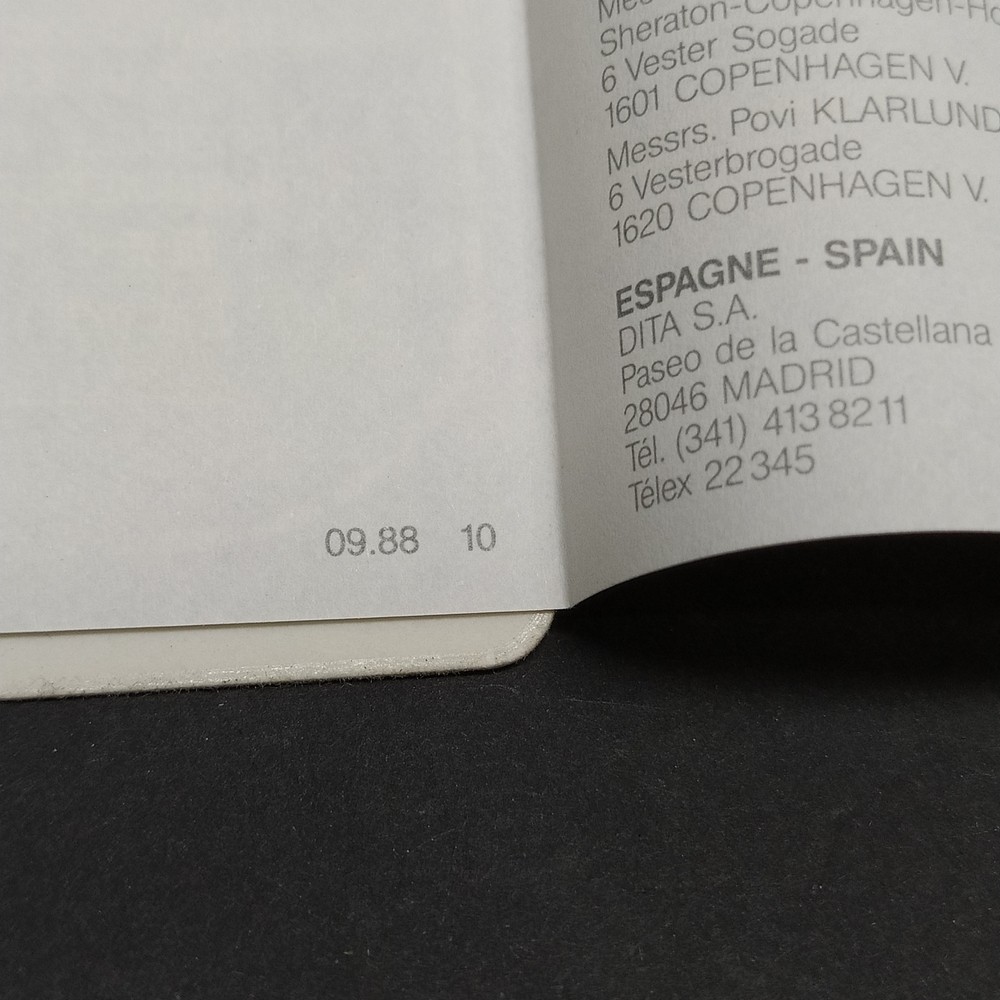 09.88 10
Sheraton-Copenhagen-Ho
6 Vester Sogade
1601 COPENHAGEN V.
Messrs. Povi KLARLUND
6 Vesterbrogade
1620 COPENHAGEN V.
ESPAGNE - SPAIN
DITA S.A.
Paseo de la Castellana
28046 MADRID
Tél. (341) 413 82 11
Télex 22 345